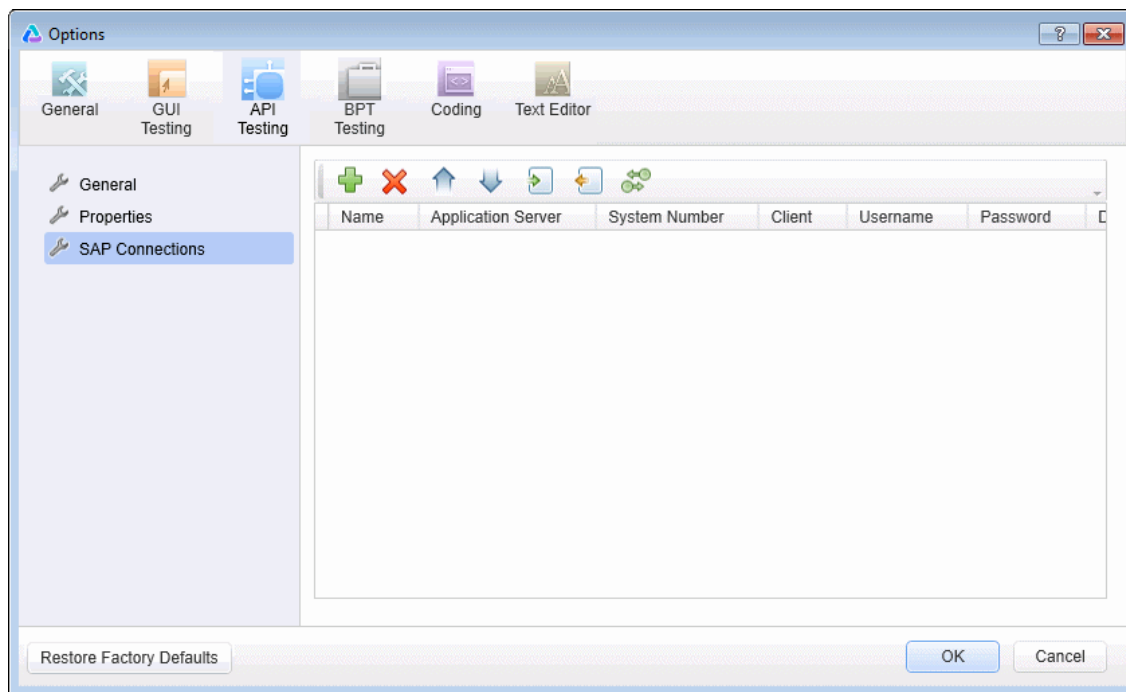 Options
General
GUI
Testing
API
Testing
BPT
Testing
Coding
Text Editor
General
Properties
SAP Connections
Name Application Server System Number Client Username Password
Restore Factory Defaults
OK Cancel